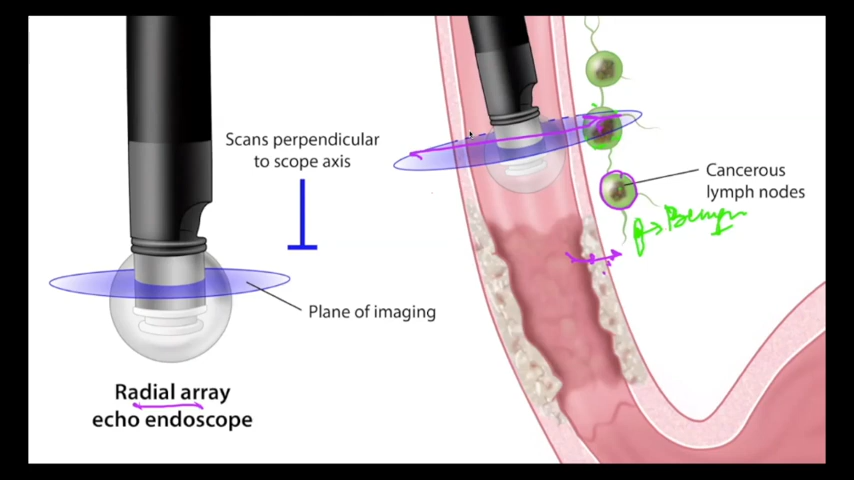 Scans perpendicular
to scope axis
Cancerous
lymph nodes
Plane of imaging
Radial array
echo endoscope